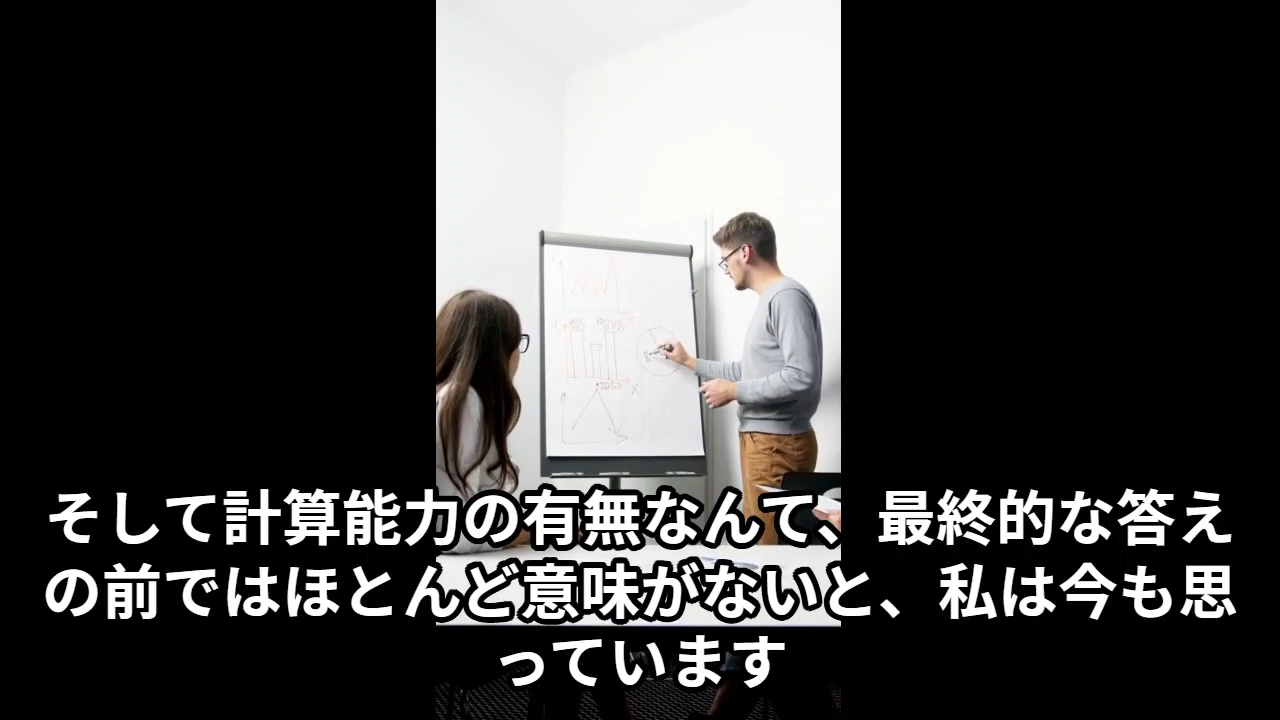 そして計算能力の有無なんて、最終的な答え
の前ではほとんど意味がないと、私は今も思
っています